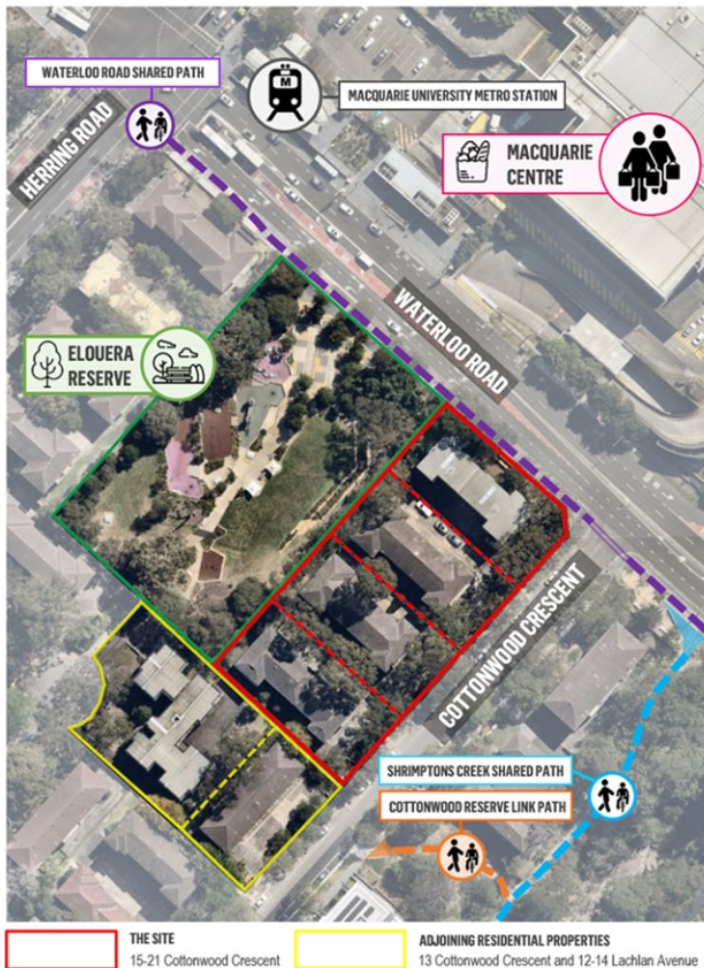 WATERLOO ROAD SHARED PATH
M
MACQUARIE UNIVERSITY METRO STATION
HERRING ROAD
MACQUARIE
CENTRE
WATERLOO ROAD
ELOUERA
RESERVE
COTTONWOOD CRESCENT
SHRIMPTONS CREEK SHARED PATH
COTTONWOOD RESERVE LINK PATH
THE SITE
15-21 Cottonwood Crescent
ADJOINING RESIDENTIAL PROPERTIES
13 Cottonwood Crescent and 12-14 Lachlan Avenue